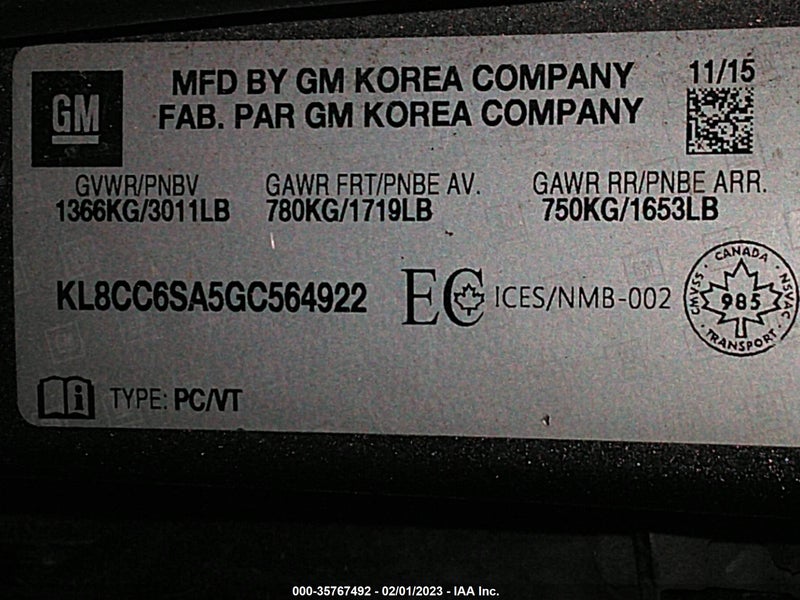 GM
MFD BY GM KOREA COMPANY
FAB. PAR GM KOREA COMPANY
11/15
GVWR/PNBV GAWR FRT/PNBE AV. GAWR RR/PNBE ARR.
1366KG/3011LB 780KG/1719LB 750KG/1653LB
KL8CC6SA5GC564922
EC ICES/NMB-002
CANADA
CMVSS 985 NSVAC
TRANSPORT
TYPE: PC/VT
000-35767492 - 02/01/2023 - IAA Inc.